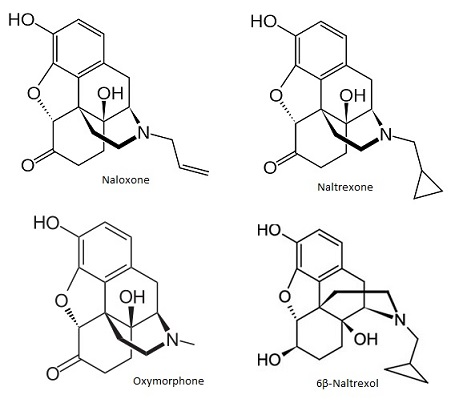 HO
O
OH
N
O
Naloxone
HO
O
OH
N
O
Naltrexone
HO
O
OH
N
O
Oxymorphone
HO
O
N
OH
HO
6β-Naltrexol